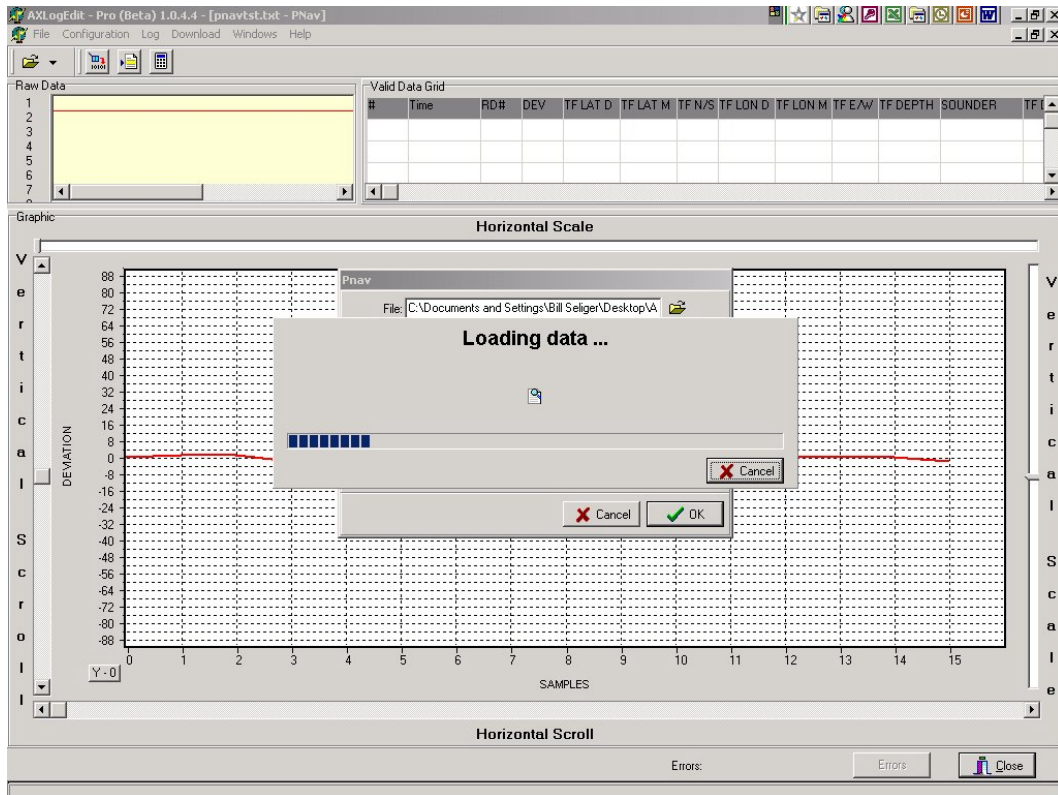 AXLogEdit - Pro (Beta) 1.0.4.4 - [pnavtst.txt - PNav]
File Configuration Log Download Windows Help
Raw Data
1
2
3
4
5
6
7
Valid Data Grid
# Time RD# DEV TF LAT D TF LAT M TF N/S TF LON D TF LON M TF E/W TF DEPTH SOUNDER
Graphic
Horizontal Scale
Vertical Scroll
DEVIATION
88
80
72
64
56
48
40
32
24
16
8
0
-8
-16
-24
-32
-40
-48
-56
-64
-72
-80
-88
Pnav
File: C:\Documents and Settings\Bill Seliger\Desktop\A
Loading data ...
Cancel
Cancel OK
Vertical Scale
Y - 0
0 1 2 3 4 5 6 7 8 9 10 11 12 13 14 15
SAMPLES
Horizontal Scroll
Errors: Errors Close